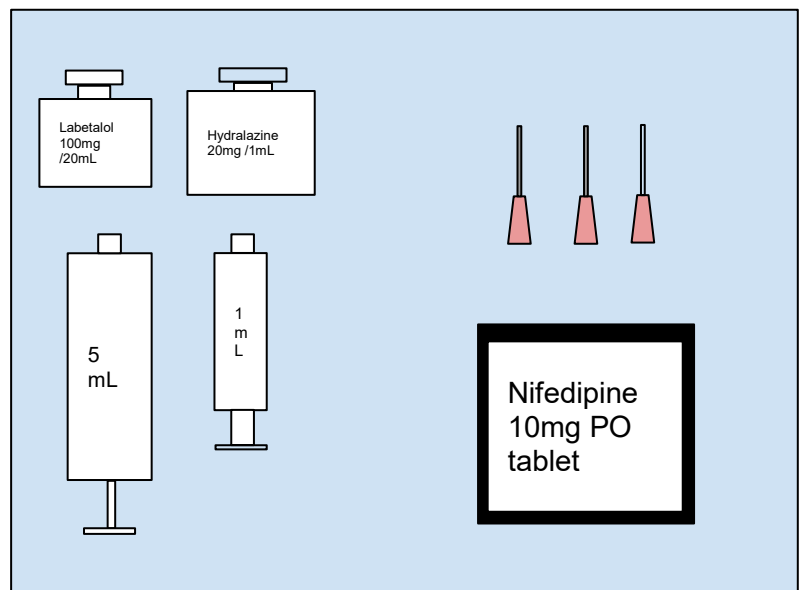 Labetalol
100mg
/20mL
Hydralazine
20mg /1mL
5
mL
1
m
L
Nifedipine
10mg PO
tablet